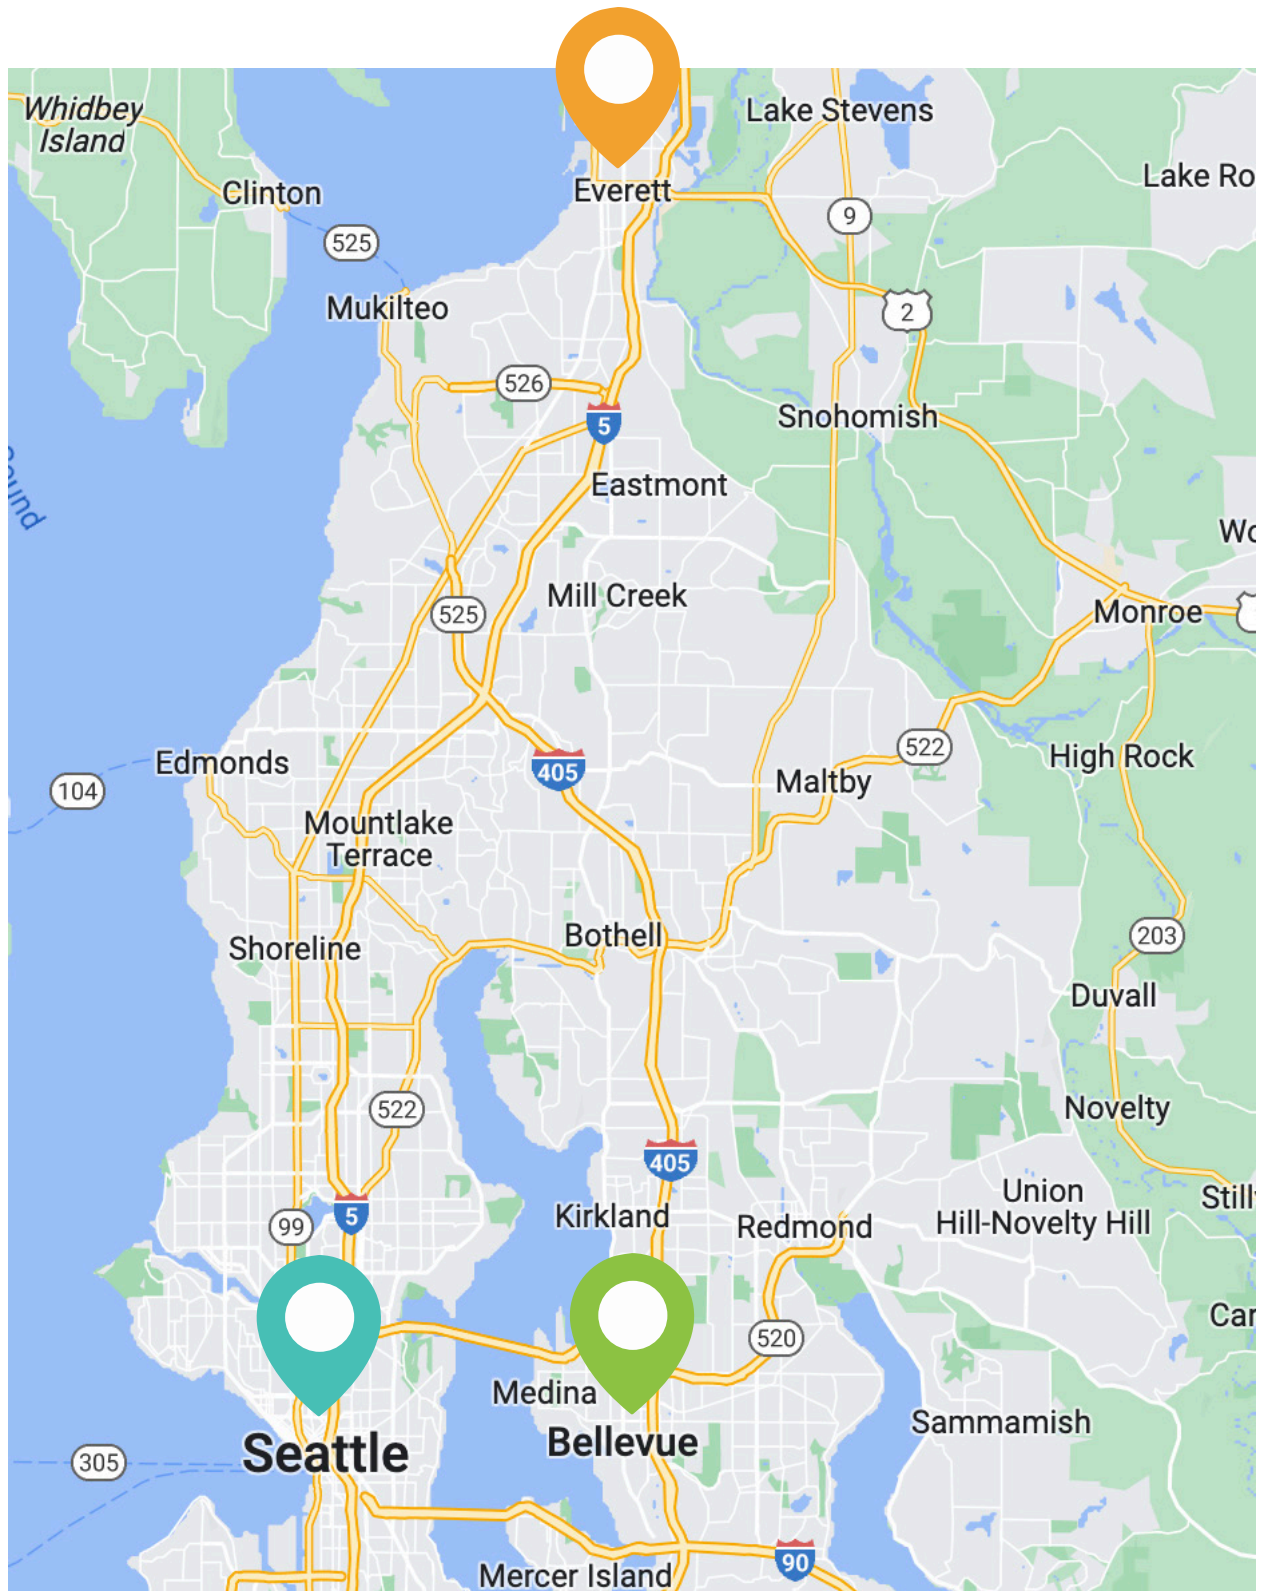 Whidbey
Island
Lake Stevens
Lake Ro
Clinton
Everett
9
525
Mukilteo
2
526
5
Snohomish
Eastmont
Mill Creek
525
Monroe
522
High Rock
Edmonds
405
Maltby
104
Mountlake
Terrace
Bothell
203
Shoreline
Duvall
522
Novelty
405
Union
Hill-Novelty Hill
Still
5
99
Kirkland
Redmond
Car
520
Medina
Sammamish
Bellevue
Seattle
305
90
Mercer Island